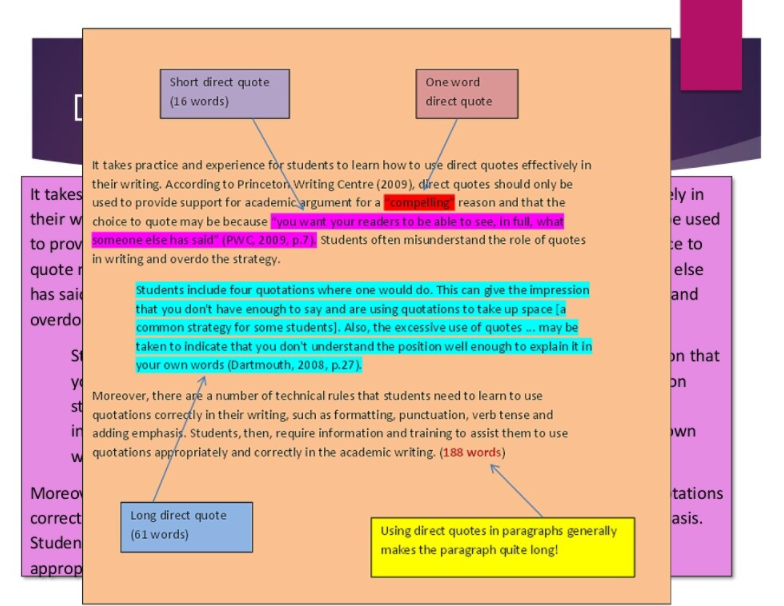 Short direct quote
(16 words)
One word
direct quote
It takes practice and experience for students to learn how to use direct quotes effectively in
their writing. According to Princeton Writing Centre (2009), direct quotes should only be
used to provide support for academic argument for a "compelling" reason and that the
choice to quote may be because "you want your readers to be able to see, in full, what
someone else has said" (PWC, 2009, p.7). Students often misunderstand the role of quotes
in writing and overdo the strategy.
Students include four quotations where one would do. This can give the impression
that you don't have enough to say and are using quotations to take up space [a
common strategy for some students]. Also, the excessive use of quotes ... may be
taken to indicate that you don't understand the position well enough to explain it in
your own words (Dartmouth, 2008, p.27).
Moreover, there are a number of technical rules that students need to learn to use
quotations correctly in their writing, such as formatting, punctuation, verb tense and
adding emphasis. Students, then, require information and training to assist them to use
quotations appropriately and correctly in the academic writing. (188 words)
Long direct quote
(61 words)
Using direct quotes in paragraphs generally
makes the paragraph quite long!
It takes
their w
to prov
quote r
has said
overdo
St
yo
st
in
w
Moreov
correct
Studen
approp
ely in
e used
ce to
else
and
on that
on
own
tations
asis.